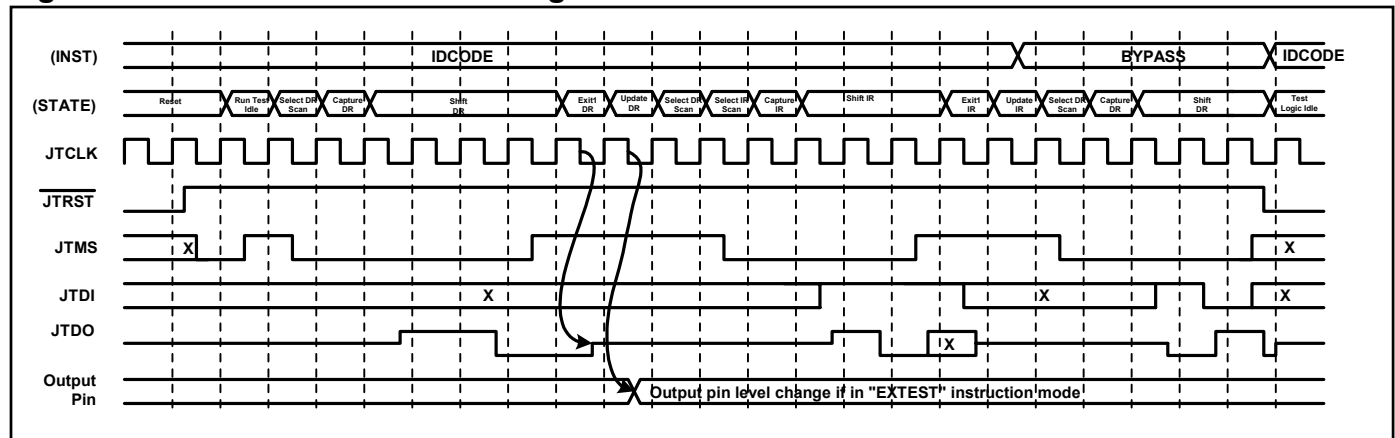 (INST) IDCODE BYPASS IDCODE
(STATE) Reset Run Test Idle Select DR Scan Capture DR Shift DR Exit1 DR Update DR Select DR Scan Select IR Scan Capture IR Shift IR Exit1 IR Update IR Select DR Scan Capture DR Shift DR Test Logic Idle
JTCLK
JTRST
JTMS X X
JTDI X X X
JTDO X
Output Pin Output pin level change if in "EXTEST" instruction mode